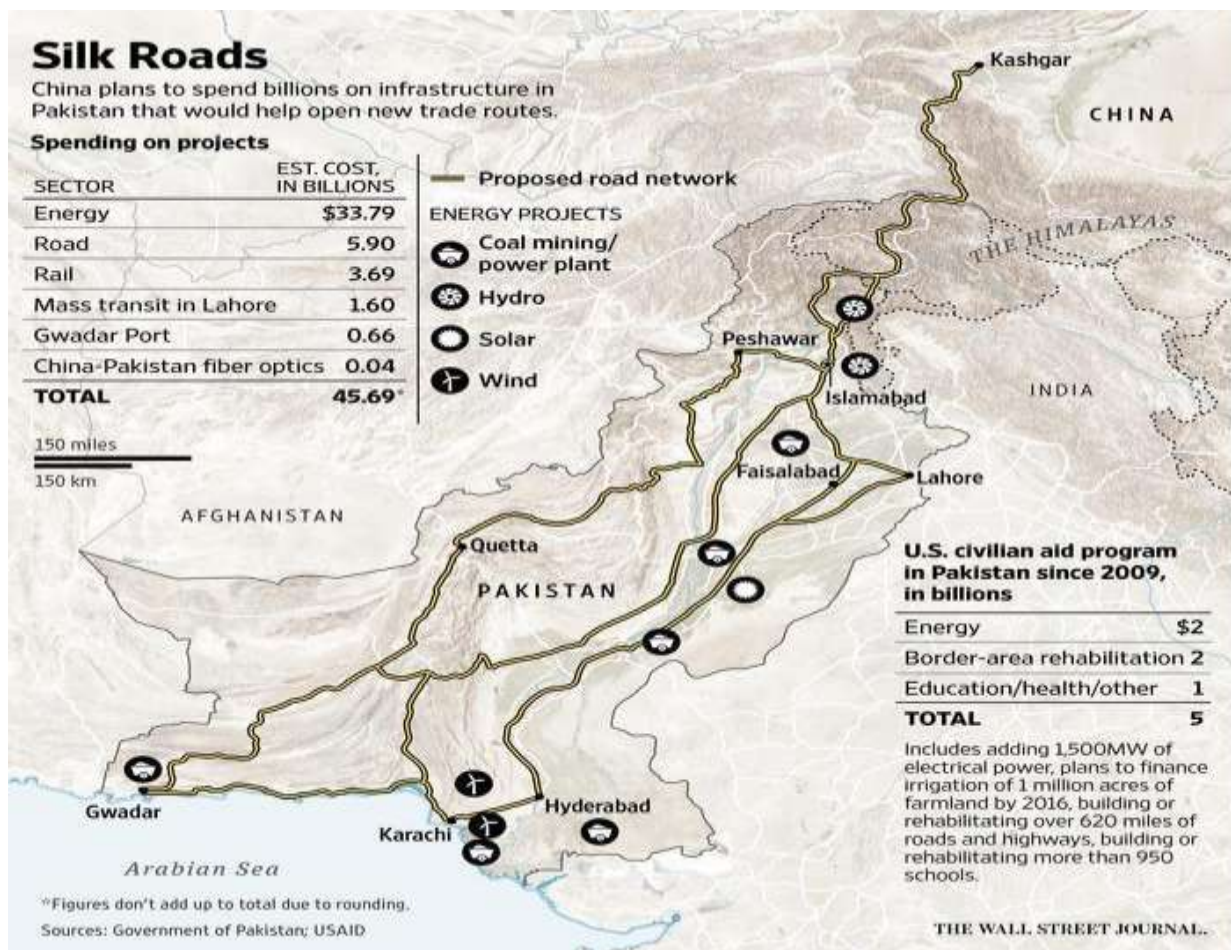 Silk Roads
China plans to spend billions on infrastructure in
Pakistan that would help open new trade routes.
Spending on projects
SECTOR EST. COST, IN BILLIONS
Energy $33.79
Road 5.90
Rail 3.69
Mass transit in Lahore 1.60
Gwadar Port 0.66
China-Pakistan fiber optics 0.04
TOTAL 45.69*
150 miles
150 km
Proposed road network
ENERGY PROJECTS
Coal mining/
power plant
Hydro
Solar
Wind
Kashgar
CHINA
THE HIMALAYAS
Peshawar
Islamabad
INDIA
Faisalabad
Lahore
AFGHANISTAN
Quetta
PAKISTAN
Gwadar
Karachi
Hyderabad
Arabian Sea
U.S. civilian aid program
in Pakistan since 2009,
in billions
Energy $2
Border-area rehabilitation 2
Education/health/other 1
TOTAL 5
Includes adding 1,500MW of
electrical power, plans to finance
irrigation of 1 million acres of
farmland by 2016, building or
rehabilitating over 620 miles of
roads and highways, building or
rehabilitating more than 950
schools.
*Figures don't add up to total due to rounding.
Sources: Government of Pakistan; USAID
THE WALL STREET JOURNAL.